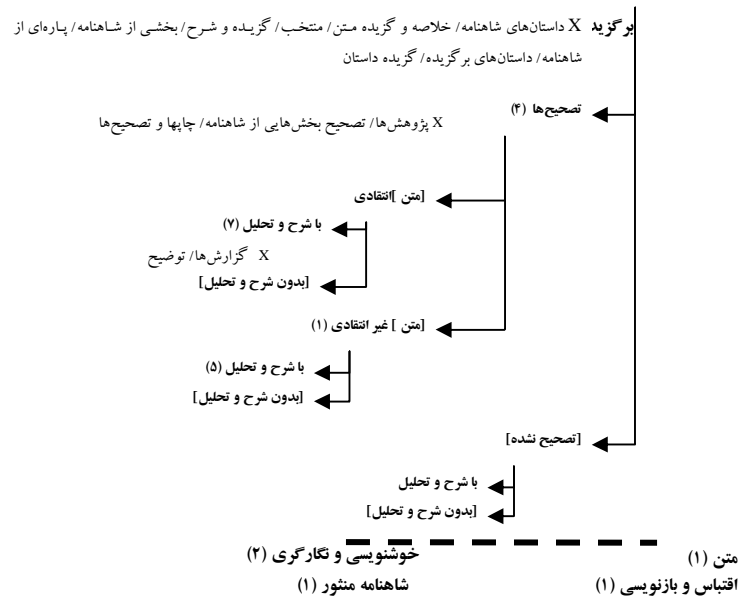 برگزید X داستان‌های شاهنامه/ خلاصه و گزیده متن/ منتخب/ گزیده و شرح/ بخشی از شاهنامه/ پاره‌ای از
شاهنامه/ داستان‌های برگزیده/ گزیده داستان
تصحیح‌ها (۴)
X پژوهش‌ها/ تصحیح بخش‌هایی از شاهنامه/ چاپها و تصحیح‌ها
[متن ]انتقادی
با شرح و تحلیل (۷)
X گزارش‌ها/ توضیح
[بدون شرح و تحلیل]
[متن ] غیر انتقادی (۱)
با شرح و تحلیل (۵)
[بدون شرح و تحلیل]
[تصحیح نشده]
با شرح و تحلیل
[بدون شرح و تحلیل]
متن (۱) خوشنویسی و نگارگری (۲)
اقتباس و بازنویسی (۱) شاهنامه منثور (۱)